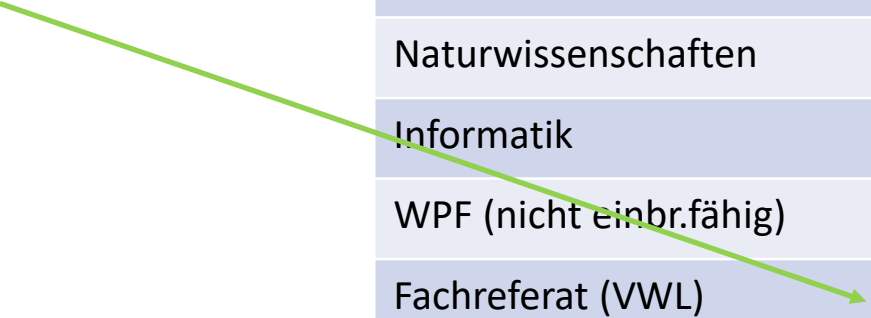 Naturwissenschaften
Informatik
WPF (nicht einbr.fähig)
Fachreferat (VWL)